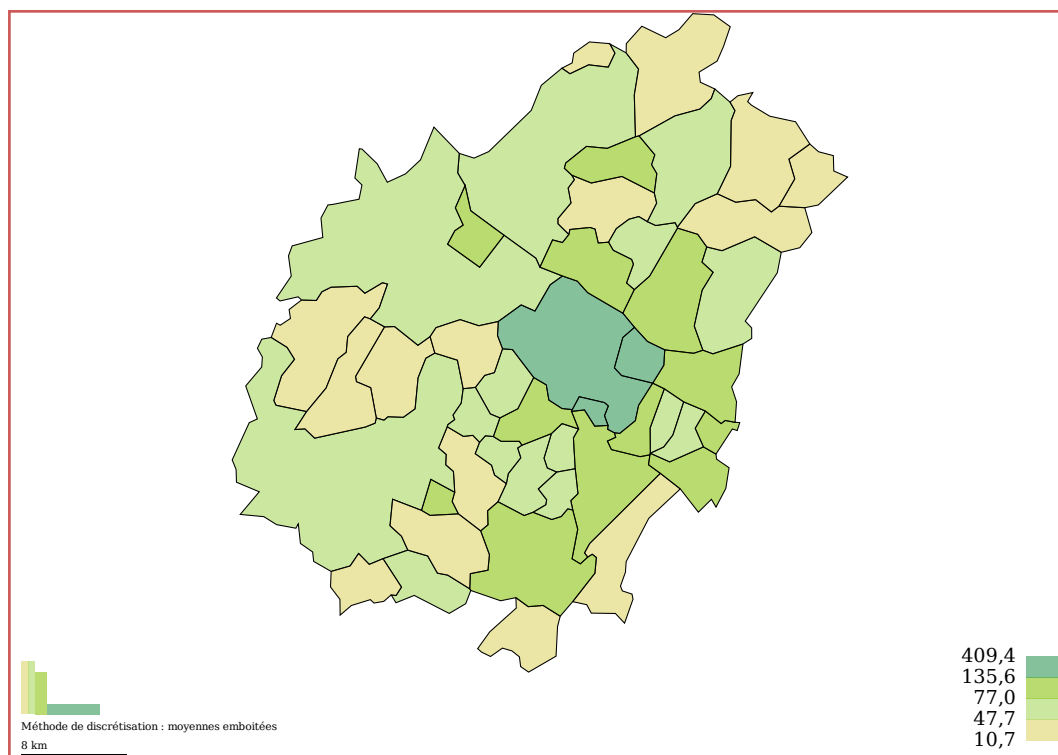 409,4
135,6
77,0
47,7
10,7
Méthode de discrétisation : moyennes emboitées
8 km